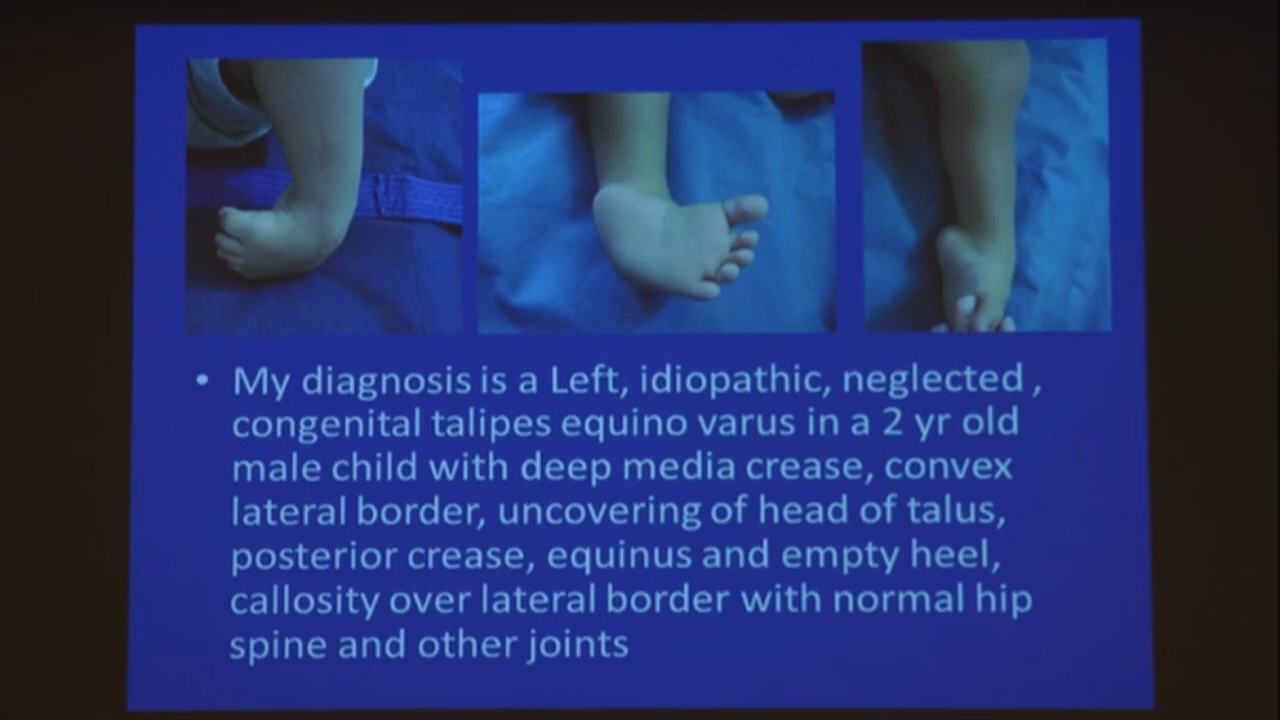 • My diagnosis is a Left, idiopathic, neglected ,
congenital talipes equino varus in a 2 yr old
male child with deep media crease, convex
lateral border, uncovering of head of talus,
posterior crease, equinus and empty heel,
callosity over lateral border with normal hip
spine and other joints